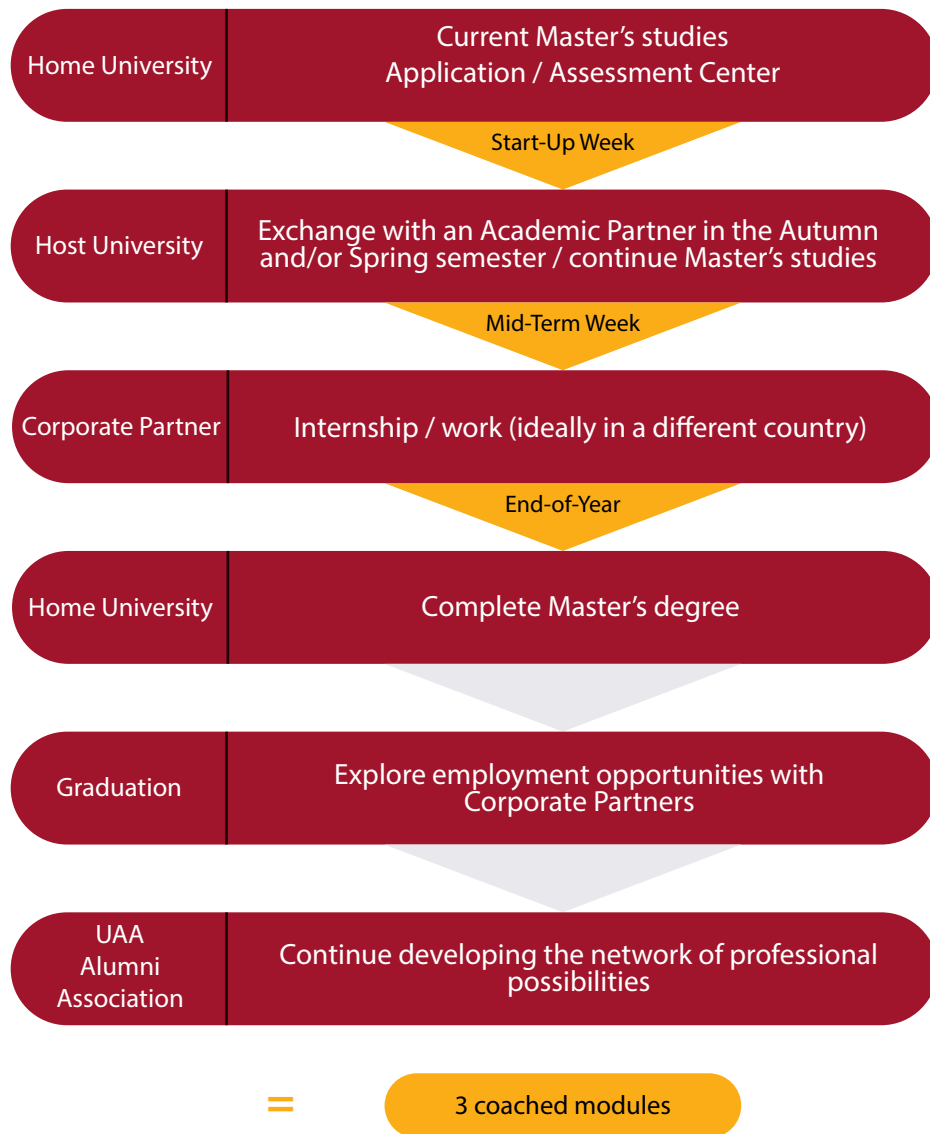 Home University
Current Master’s studies
Application / Assessment Center
Start-Up Week
Host University
Exchange with an Academic Partner in the Autumn
and/or Spring semester / continue Master’s studies
Mid-Term Week
Corporate Partner
Internship / work (ideally in a different country)
End-of-Year
Home University
Complete Master’s degree
Graduation
Explore employment opportunities with
Corporate Partners
UAA
Alumni
Association
Continue developing the network of professional
possibilities
=
3 coached modules